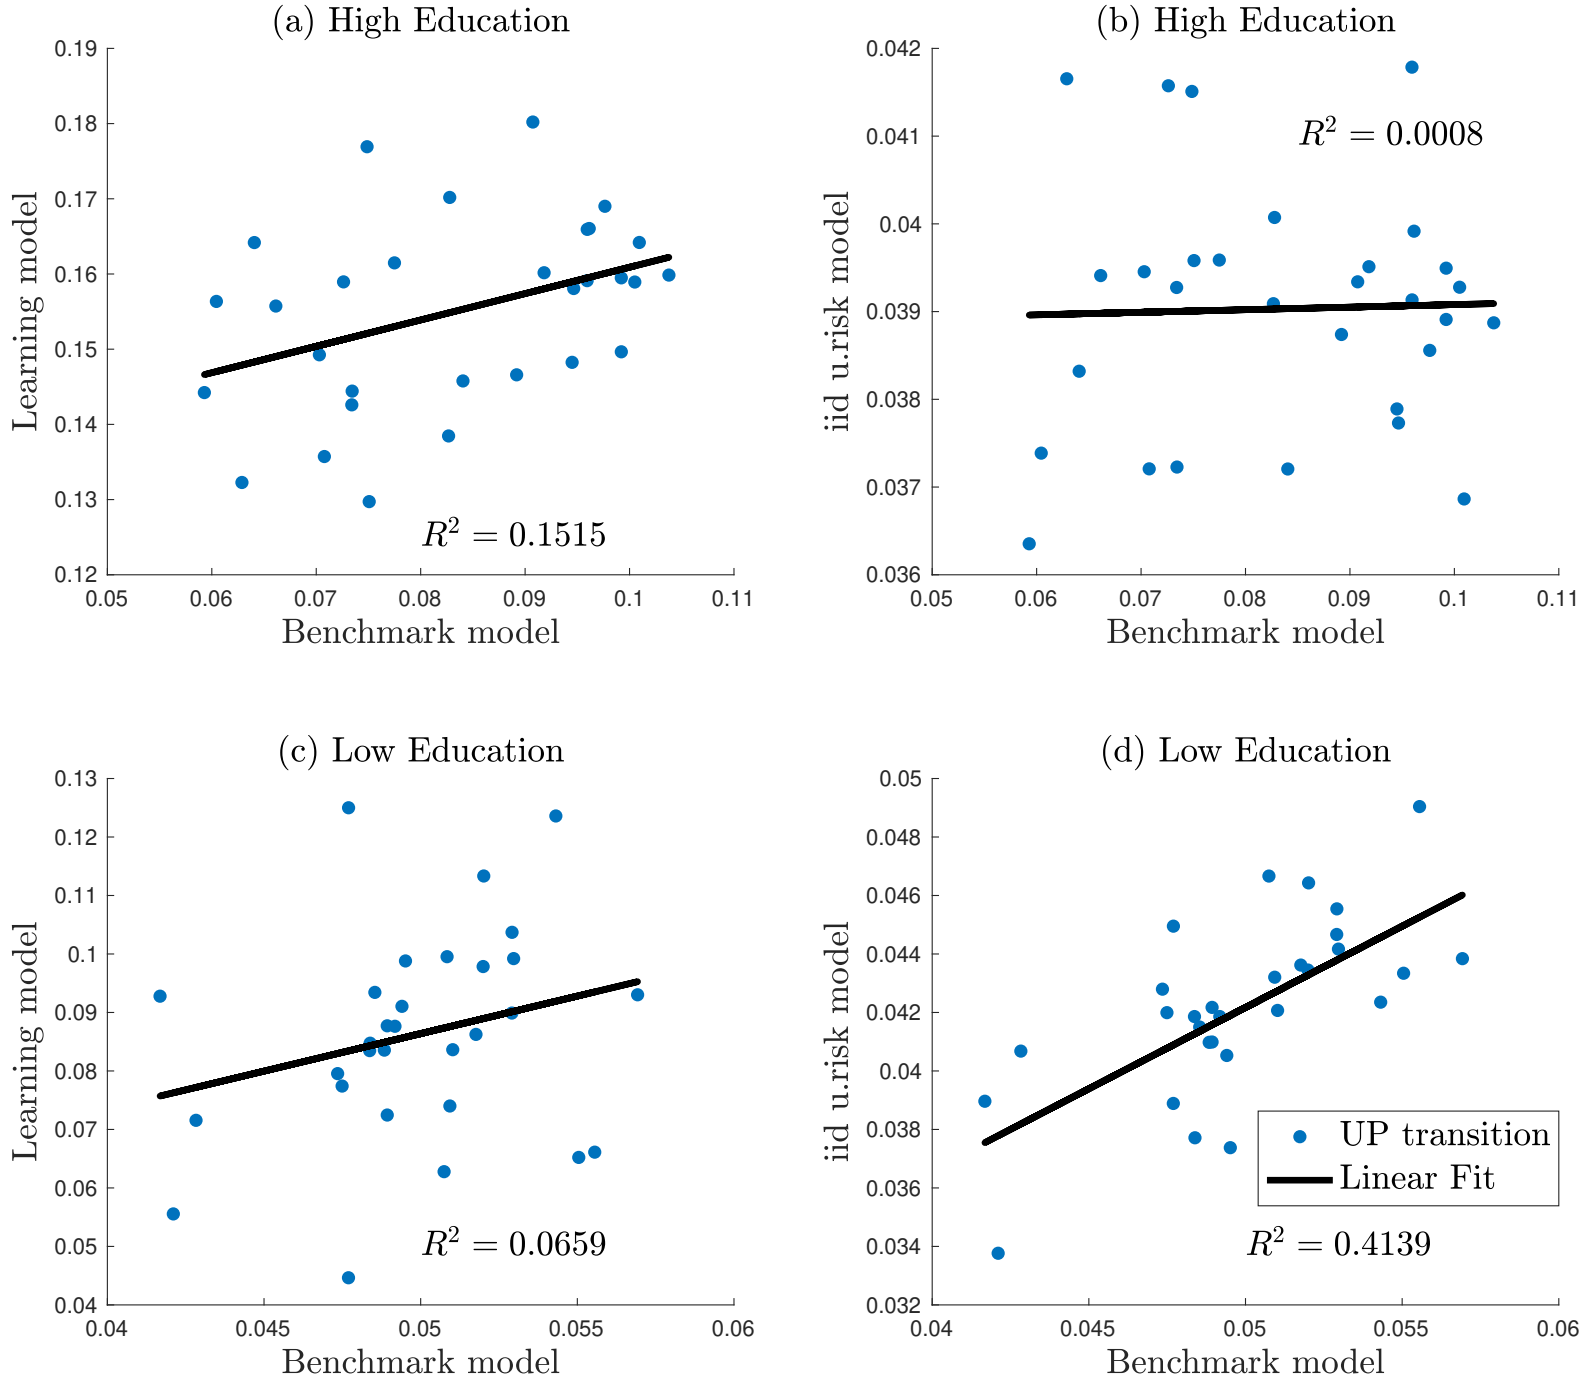 (a) High Education
0.19
0.18
0.17
0.16
0.15
0.14
0.13
0.12
Learning model
R² = 0.1515
0.05 0.06 0.07 0.08 0.09 0.1 0.11
Benchmark model
(b) High Education
0.042
0.041
0.04
0.039
0.038
0.037
0.036
iid u.risk model
R² = 0.0008
0.05 0.06 0.07 0.08 0.09 0.1 0.11
Benchmark model
(c) Low Education
0.13
0.12
0.11
0.1
0.09
0.08
0.07
0.06
0.05
0.04
Learning model
R² = 0.0659
0.04 0.045 0.05 0.055 0.06
Benchmark model
(d) Low Education
0.05
0.048
0.046
0.044
0.042
0.04
0.038
0.036
0.034
0.032
iid u.risk model
UP transition
Linear Fit
R² = 0.4139
0.04 0.045 0.05 0.055 0.06
Benchmark model